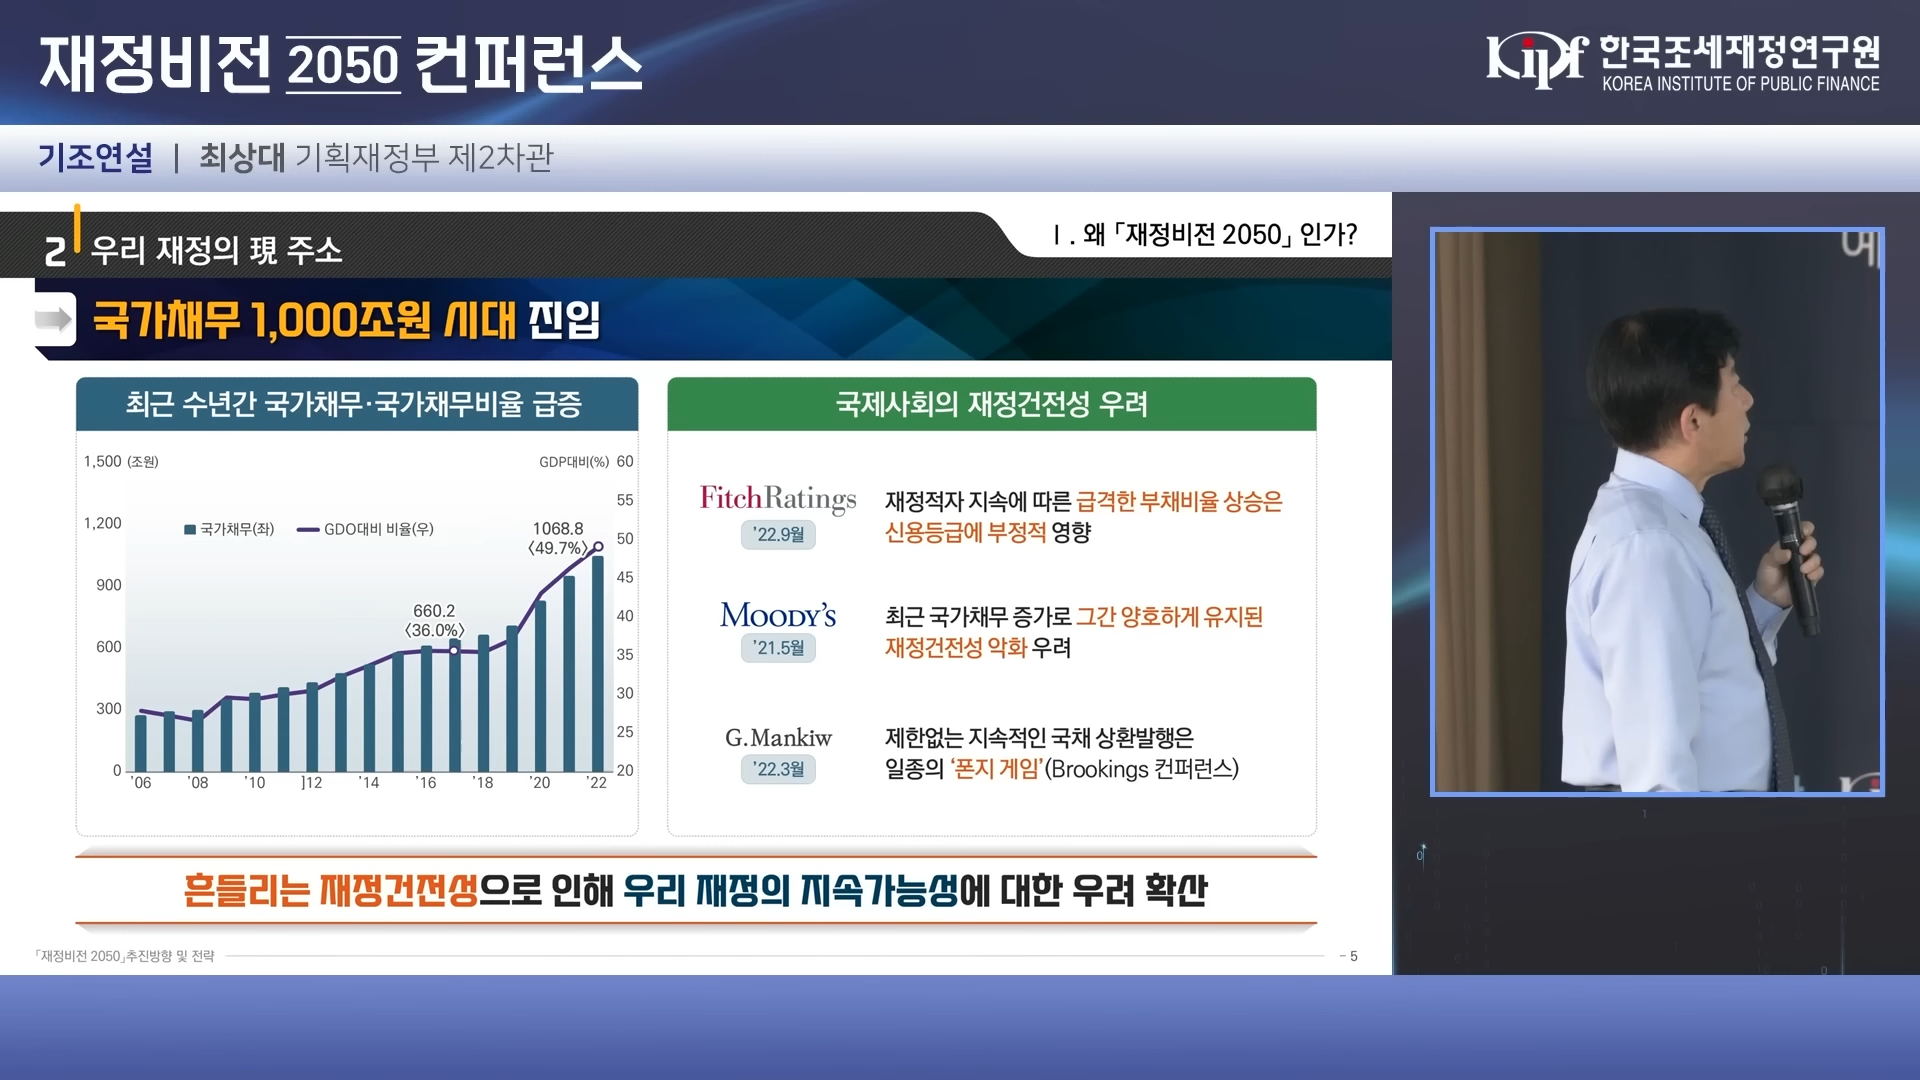 재정비전 2050 컨퍼런스
kipf 한국조세재정연구원
KOREA INSTITUTE OF PUBLIC FINANCE
기조연설 | 최상대 기획재정부 제2차관
2 우리 재정의 現 주소
Ⅰ. 왜 「재정비전 2050」 인가?
국가채무 1,000조원 시대 진입
최근 수년간 국가채무·국가채무비율 급증
1,500 (조원)
GDP대비(%) 60
55
1,200
국가채무(좌)
GDO대비 비율(우)
1068.8
〈49.7%〉
50
900
45
660.2
〈36.0%〉
40
600
35
300
30
25
0
20
'06 '08 '10 ]12 '14 '16 '18 '20 '22
국제사회의 재정건전성 우려
FitchRatings
'22.9월
재정적자 지속에 따른 급격한 부채비율 상승은
신용등급에 부정적 영향
MOODY'S
'21.5월
최근 국가채무 증가로 그간 양호하게 유지된
재정건전성 악화 우려
G.Mankiw
'22.3월
제한없는 지속적인 국채 상환발행은
일종의 '폰지 게임'(Brookings 컨퍼런스)
흔들리는 재정건전성으로 인해 우리 재정의 지속가능성에 대한 우려 확산
「재정비전 2050」추진방향 및 전략
- 5